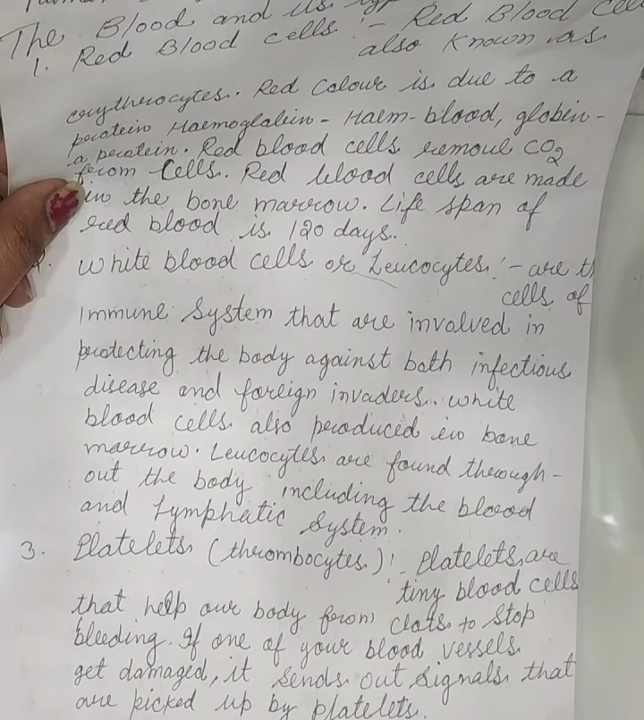 The Blood and its
1. Red Blood cells :- Red Blood Cell
also Known as
erythrocytes. Red Colour is due to a
protein Haemoglobin - Haem-blood, globin-
a protein. Red blood cells remove CO2
from Cells. Red blood cells are made
in the bone marrow. Life span of
red blood is 120 days.
White blood cells or Leucocytes :- are th
cells of
Immune System that are involved in
protecting the body against both infectious
disease and foreign invaders. white
blood cells also produced in bone
marrow. Leucocytes are found through-
out the body including the blood
and Lymphatic System.
3. Platelets (thrombocytes) :- Platelets are
tiny blood cells
that help our body from clots to stop
bleeding. If one of your blood vessels
get damaged, it sends out signals that
are picked up by platelets.